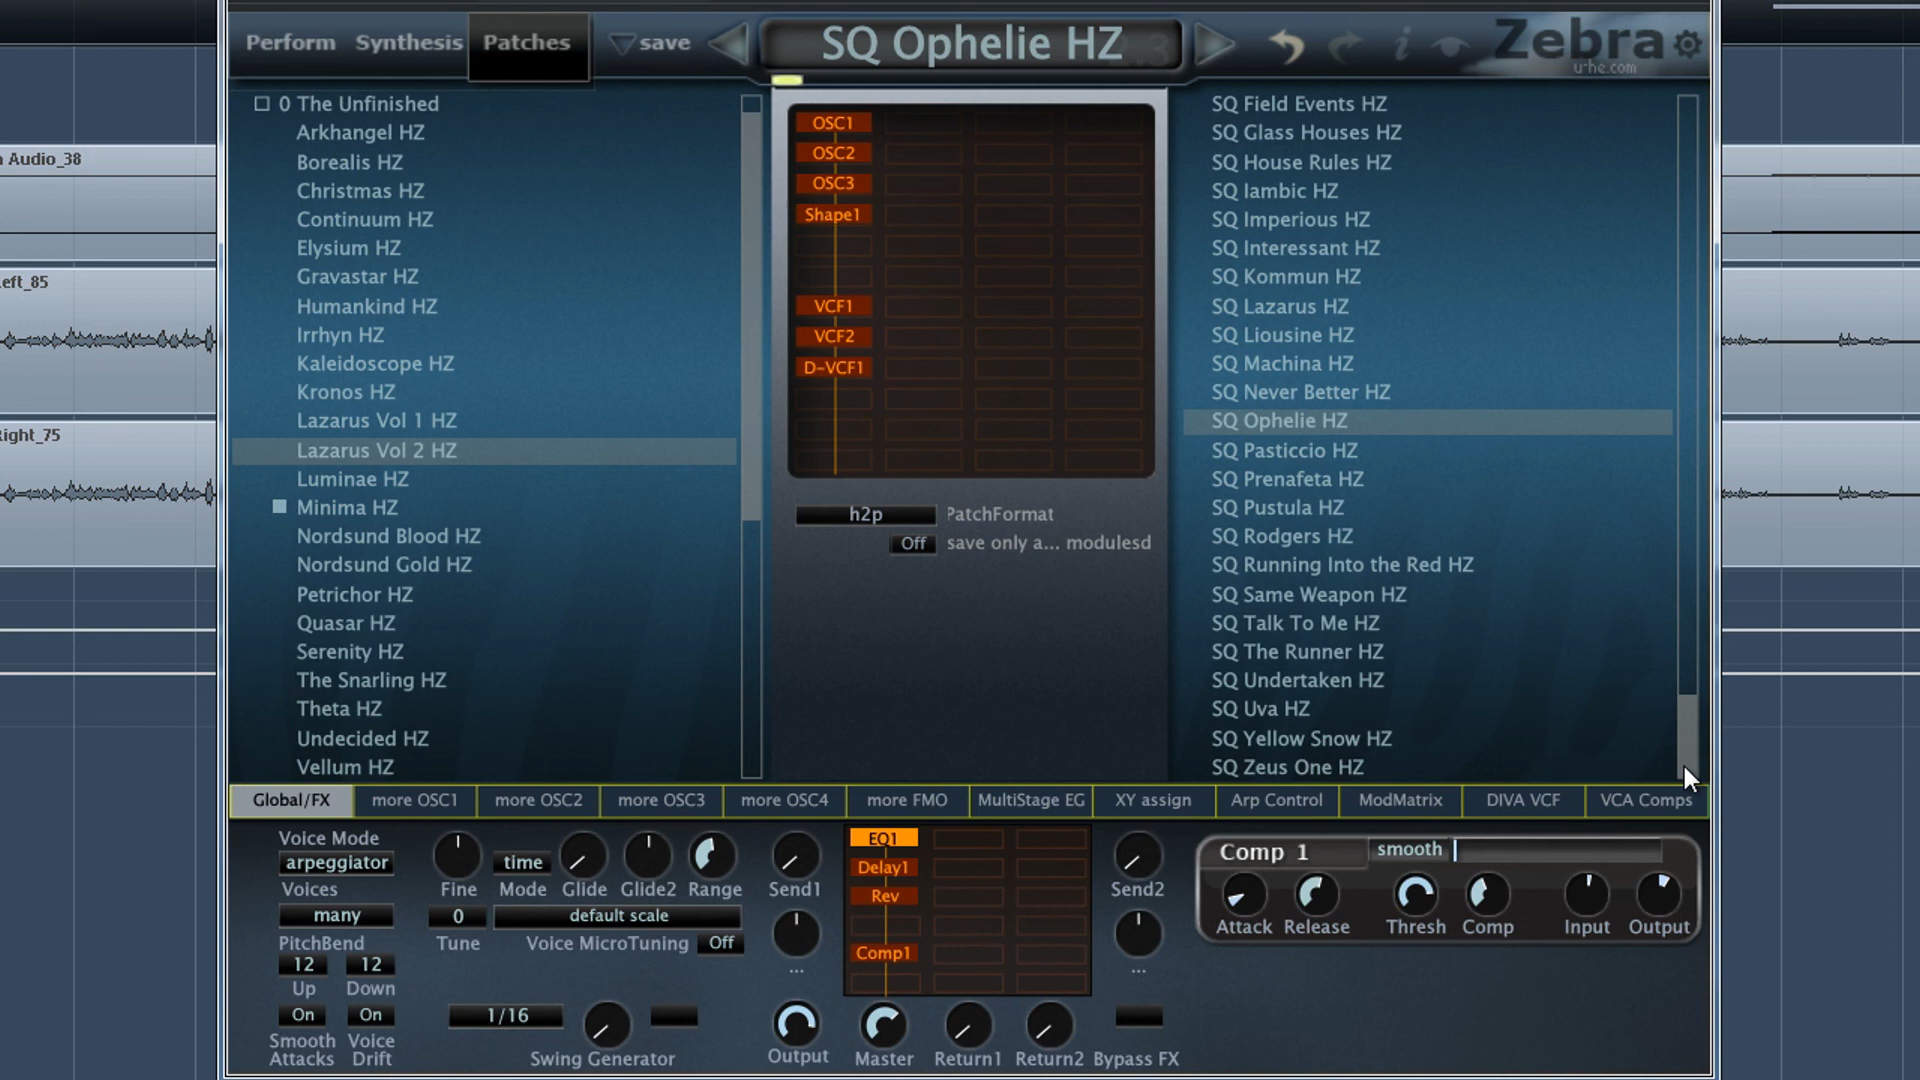 Perform Synthesis Patches save SQ Ophelie HZ Zebra
u-he.com
Audio_38
eft_85
ight_75
0 The Unfinished
Arkhangel HZ
Borealis HZ
Christmas HZ
Continuum HZ
Elysium HZ
Gravastar HZ
Humankind HZ
Irrhyn HZ
Kaleidoscope HZ
Kronos HZ
Lazarus Vol 1 HZ
Lazarus Vol 2 HZ
Luminae HZ
Minima HZ
Nordsund Blood HZ
Nordsund Gold HZ
Petrichor HZ
Quasar HZ
Serenity HZ
The Snarling HZ
Theta HZ
Undecided HZ
Vellum HZ
OSC1
OSC2
OSC3
Shape1
VCF1
VCF2
D-VCF1
h2p PatchFormat
Off save only a... modulesd
SQ Field Events HZ
SQ Glass Houses HZ
SQ House Rules HZ
SQ Iambic HZ
SQ Imperious HZ
SQ Interessant HZ
SQ Kommun HZ
SQ Lazarus HZ
SQ Liousine HZ
SQ Machina HZ
SQ Never Better HZ
SQ Ophelie HZ
SQ Pasticcio HZ
SQ Prenafeta HZ
SQ Pustula HZ
SQ Rodgers HZ
SQ Running Into the Red HZ
SQ Same Weapon HZ
SQ Talk To Me HZ
SQ The Runner HZ
SQ Undertaken HZ
SQ Uva HZ
SQ Yellow Snow HZ
SQ Zeus One HZ
Global/FX more OSC1 more OSC2 more OSC3 more OSC4 more FMO MultiStage EG XY assign Arp Control ModMatrix DIVA VCF VCA Comps
Voice Mode
arpeggiator
Voices
many
PitchBend
12 12
Up Down
On On
Smooth Attacks Voice Drift
time
Fine Mode Glide Glide2 Range
0 default scale
Tune Voice MicroTuning Off
1/16
Swing Generator
Send1
...
Output
EQ1
Delay1
Rev
Comp1
Master Return1 Return2 Bypass FX
Send2
...
Comp 1 smooth
Attack Release Thresh Comp Input Output